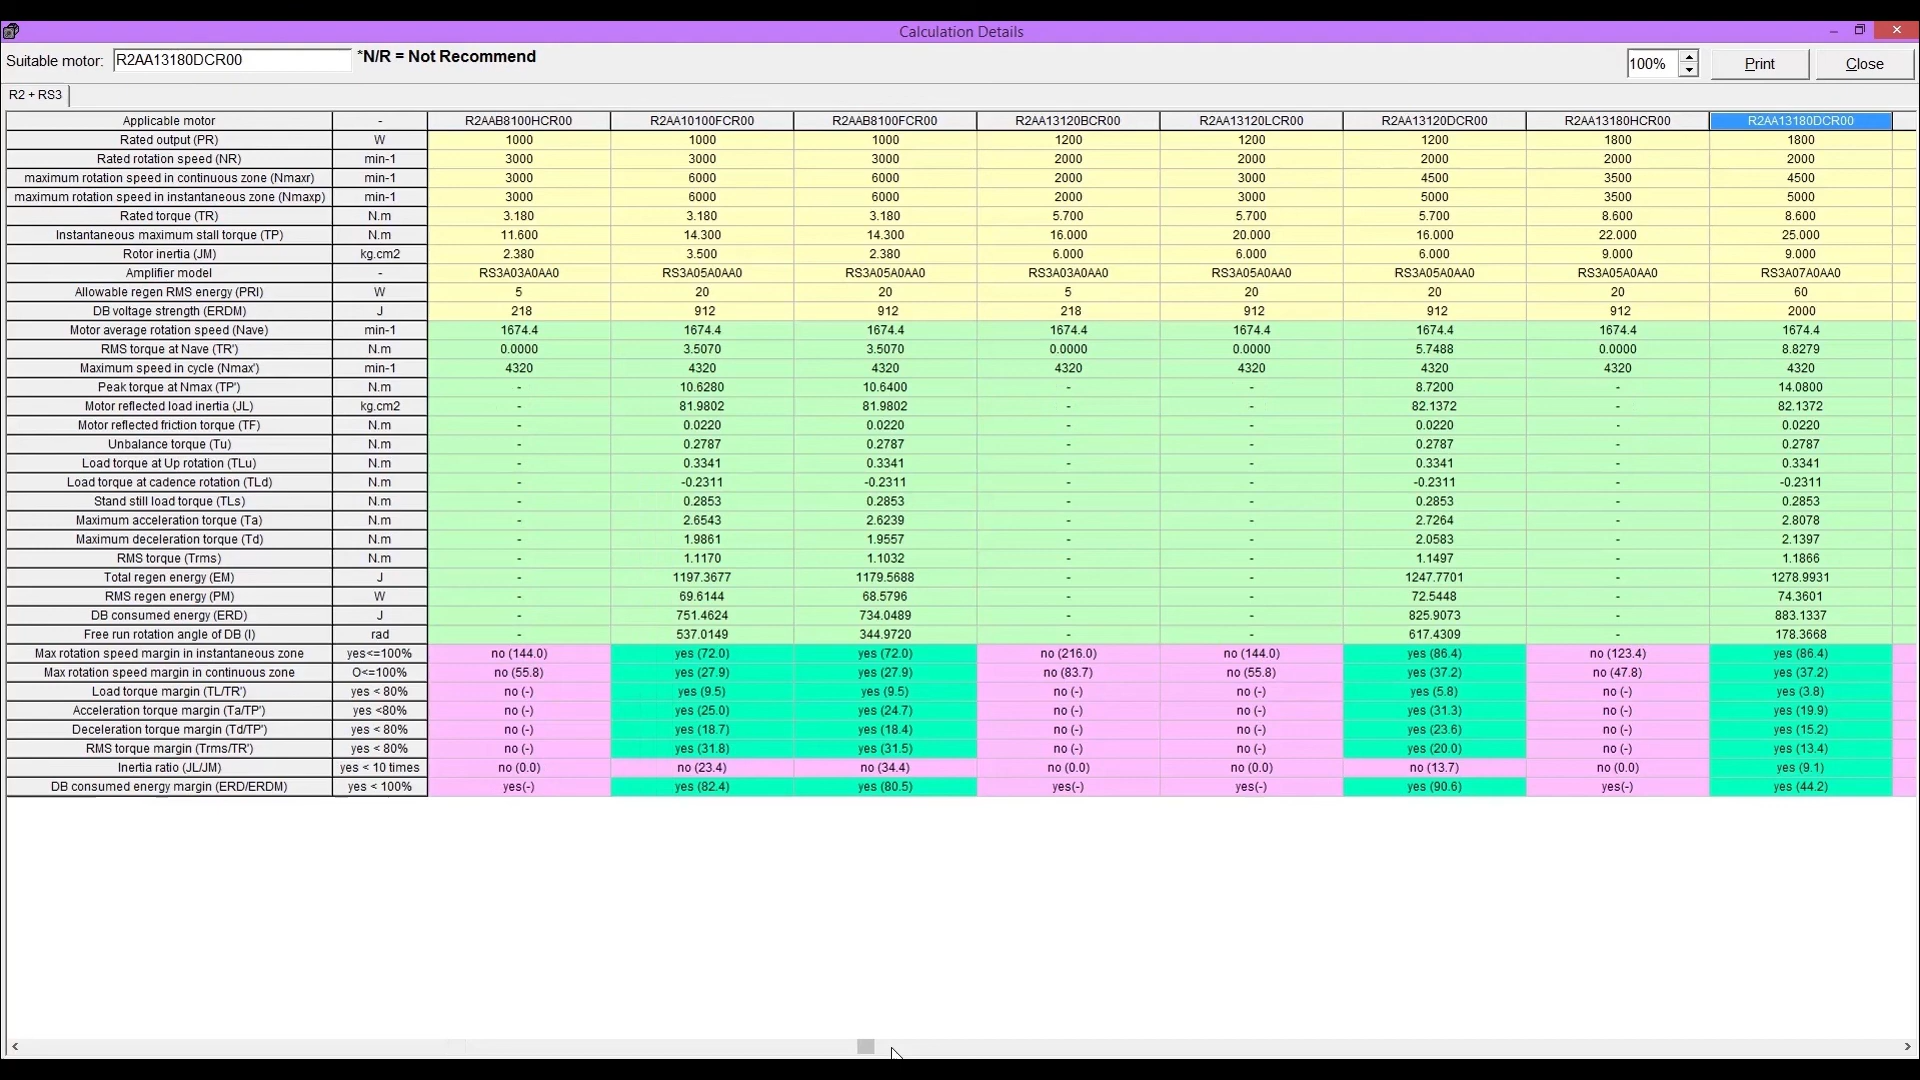 Calculation Details
Suitable motor: R2AA13180DCR00 *N/R = Not Recommend 100% Print Close
R2 + RS3
Applicable motor - R2AAB8100HCR00 R2AA10100FCR00 R2AAB8100FCR00 R2AA13120BCR00 R2AA13120LCR00 R2AA13120DCR00 R2AA13180HCR00 R2AA13180DCR00
Rated output (PR) W 1000 1000 1000 1200 1200 1200 1800 1800
Rated rotation speed (NR) min-1 3000 3000 3000 2000 2000 2000 2000 2000
maximum rotation speed in continuous zone (Nmaxr) min-1 3000 6000 6000 2000 3000 4500 3500 4500
maximum rotation speed in instantaneous zone (Nmaxp) min-1 3000 6000 6000 2000 3000 5000 3500 5000
Rated torque (TR) N.m 3.180 3.180 3.180 5.700 5.700 5.700 8.600 8.600
Instantaneous maximum stall torque (TP) N.m 11.600 14.300 14.300 16.000 20.000 16.000 22.000 25.000
Rotor inertia (JM) kg.cm2 2.380 3.500 2.380 6.000 6.000 6.000 9.000 9.000
Amplifier model - RS3A03A0AA0 RS3A05A0AA0 RS3A05A0AA0 RS3A03A0AA0 RS3A05A0AA0 RS3A05A0AA0 RS3A05A0AA0 RS3A07A0AA0
Allowable regen RMS energy (PRI) W 5 20 20 5 20 20 20 60
DB voltage strength (ERDM) J 218 912 912 218 912 912 912 2000
Motor average rotation speed (Nave) min-1 1674.4 1674.4 1674.4 1674.4 1674.4 1674.4 1674.4 1674.4
RMS torque at Nave (TR') N.m 0.0000 3.5070 3.5070 0.0000 0.0000 5.7488 0.0000 8.8279
Maximum speed in cycle (Nmax') min-1 4320 4320 4320 4320 4320 4320 4320 4320
Peak torque at Nmax (TP') N.m - 10.6280 10.6400 - - 8.7200 - 14.0800
Motor reflected load inertia (JL) kg.cm2 - 81.9802 81.9802 - - 82.1372 - 82.1372
Motor reflected friction torque (TF) N.m - 0.0220 0.0220 - - 0.0220 - 0.0220
Unbalance torque (Tu) N.m - 0.2787 0.2787 - - 0.2787 - 0.2787
Load torque at Up rotation (TLu) N.m - 0.3341 0.3341 - - 0.3341 - 0.3341
Load torque at cadence rotation (TLd) N.m - -0.2311 -0.2311 - - -0.2311 - -0.2311
Stand still load torque (TLs) N.m - 0.2853 0.2853 - - 0.2853 - 0.2853
Maximum acceleration torque (Ta) N.m - 2.6543 2.6239 - - 2.7264 - 2.8078
Maximum deceleration torque (Td) N.m - 1.9861 1.9557 - - 2.0583 - 2.1397
RMS torque (Trms) N.m - 1.1170 1.1032 - - 1.1497 - 1.1866
Total regen energy (EM) J - 1197.3677 1179.5688 - - 1247.7701 - 1278.9931
RMS regen energy (PM) W - 69.6144 68.5796 - - 72.5448 - 74.3601
DB consumed energy (ERD) J - 751.4624 734.0489 - - 825.9073 - 883.1337
Free run rotation angle of DB (I) rad - 537.0149 344.9720 - - 617.4309 - 178.3668
Max rotation speed margin in instantaneous zone yes<=100% no (144.0) yes (72.0) yes (72.0) no (216.0) no (144.0) yes (86.4) no (123.4) yes (86.4)
Max rotation speed margin in continuous zone O<=100% no (55.8) yes (27.9) yes (27.9) no (83.7) no (55.8) yes (37.2) no (47.8) yes (37.2)
Load torque margin (TL/TR') yes < 80% no (-) yes (9.5) yes (9.5) no (-) no (-) yes (5.8) no (-) yes (3.8)
Acceleration torque margin (Ta/TP') yes <80% no (-) yes (25.0) yes (24.7) no (-) no (-) yes (31.3) no (-) yes (19.9)
Deceleration torque margin (Td/TP') yes < 80% no (-) yes (18.7) yes (18.4) no (-) no (-) yes (23.6) no (-) yes (15.2)
RMS torque margin (Trms/TR') yes < 80% no (-) yes (31.8) yes (31.5) no (-) no (-) yes (20.0) no (-) yes (13.4)
Inertia ratio (JL/JM) yes < 10 times no (0.0) no (23.4) no (34.4) no (0.0) no (0.0) no (13.7) no (0.0) yes (9.1)
DB consumed energy margin (ERD/ERDM) yes < 100% yes(-) yes (82.4) yes (80.5) yes(-) yes(-) yes (90.6) yes(-) yes (44.2)